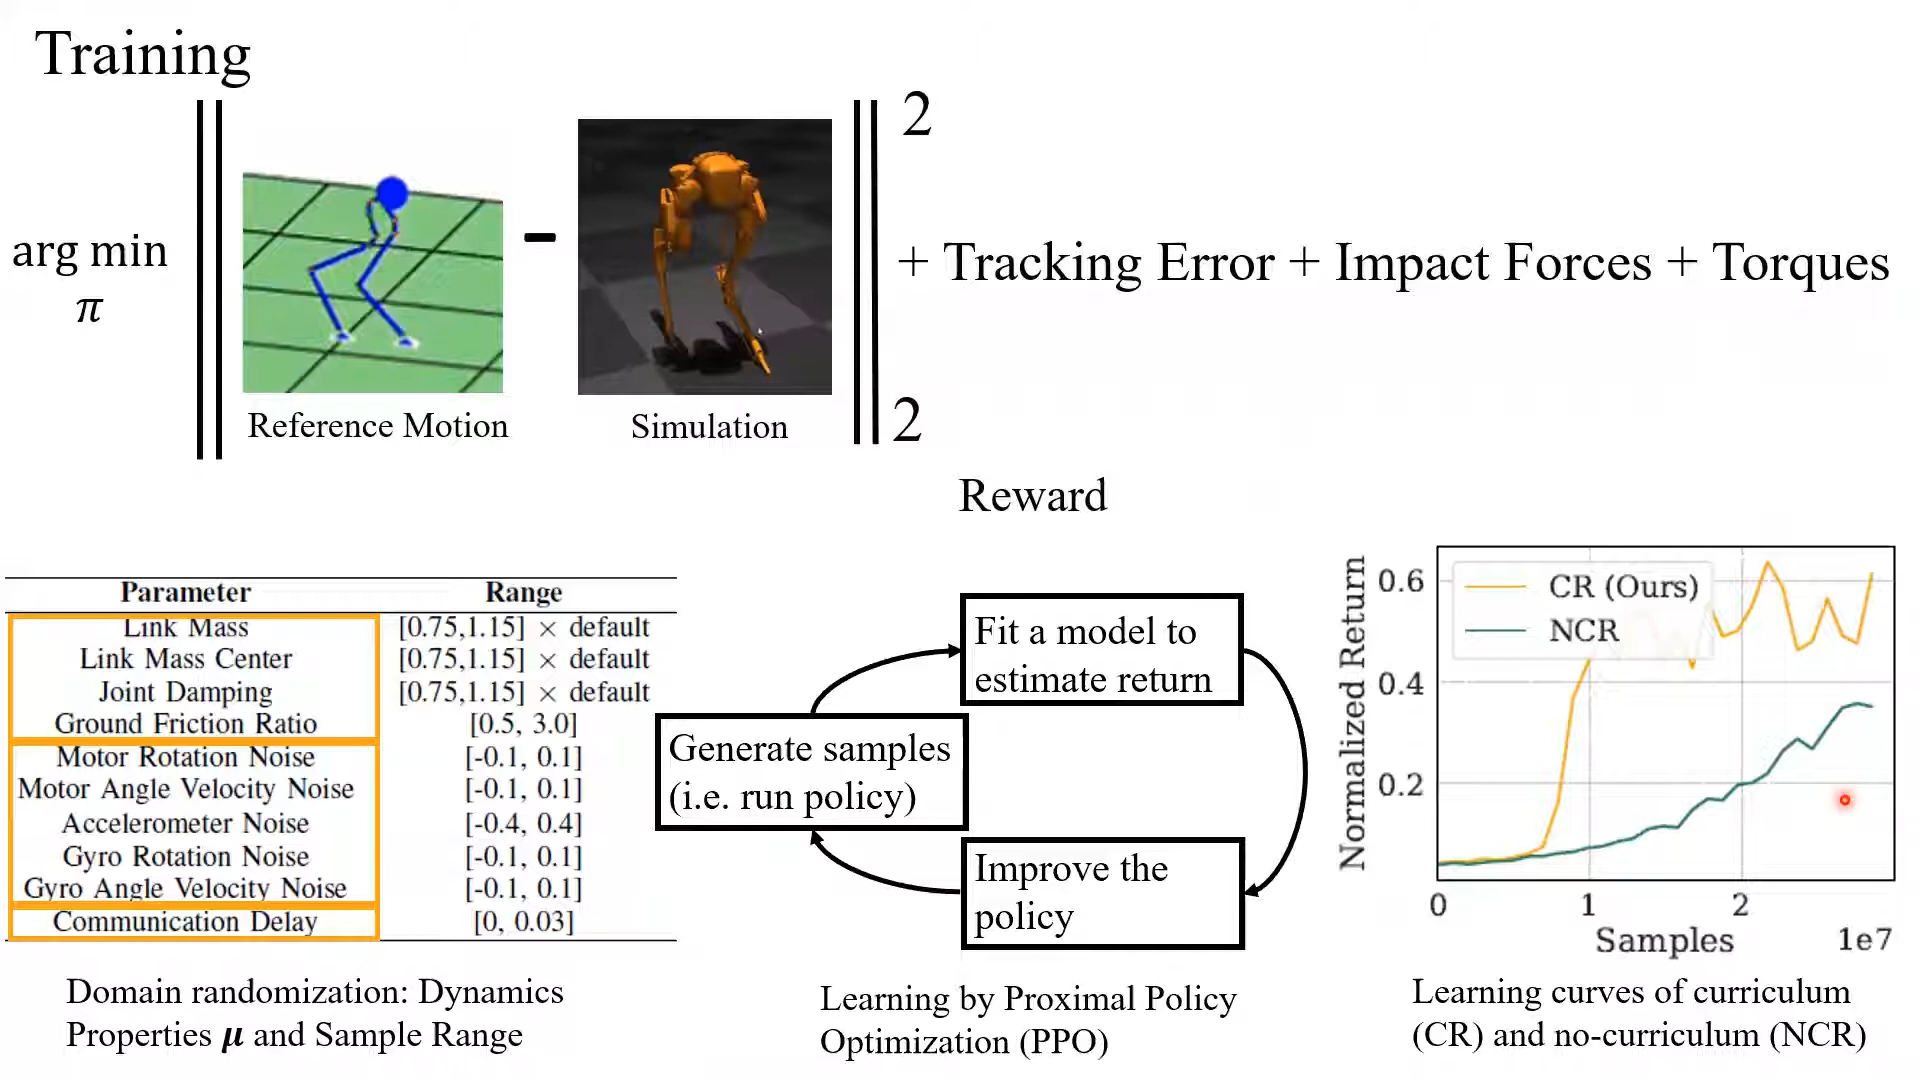 Training
arg min
π
2
2
Reference Motion
-
Simulation
+ Tracking Error + Impact Forces + Torques
Reward
Parameter Range
Link Mass [0.75,1.15] × default
Link Mass Center [0.75,1.15] × default
Joint Damping [0.75,1.15] × default
Ground Friction Ratio [0.5, 3.0]
Motor Rotation Noise [-0.1, 0.1]
Motor Angle Velocity Noise [-0.1, 0.1]
Accelerometer Noise [-0.4, 0.4]
Gyro Rotation Noise [-0.1, 0.1]
Gyro Angle Velocity Noise [-0.1, 0.1]
Communication Delay [0, 0.03]
Domain randomization: Dynamics
Properties μ and Sample Range
Fit a model to
estimate return
Generate samples
(i.e. run policy)
Improve the
policy
Learning by Proximal Policy
Optimization (PPO)
Normalized Return
0.6
0.4
0.2
CR (Ours)
NCR
0 1 2
Samples 1e7
Learning curves of curriculum
(CR) and no-curriculum (NCR)